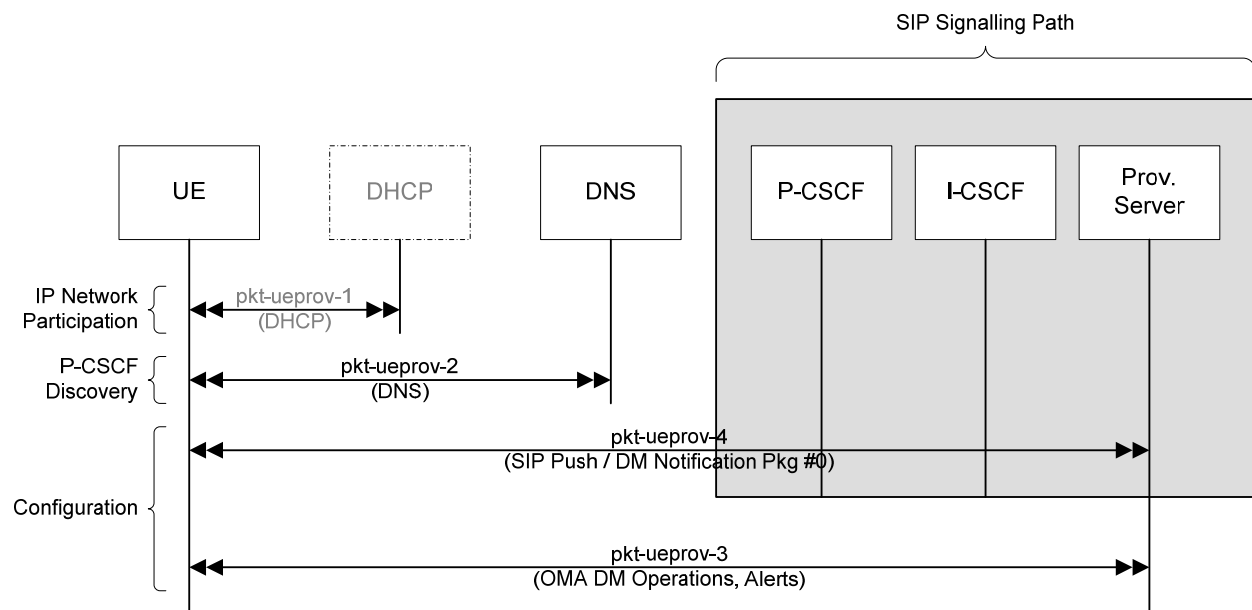 SIP Signalling Path
UE
DHCP
DNS
P-CSCF
I-CSCF
Prov.
Server
IP Network
Participation
pkt-ueprov-1
(DHCP)
P-CSCF
Discovery
pkt-ueprov-2
(DNS)
Configuration
pkt-ueprov-4
(SIP Push / DM Notification Pkg #0)
pkt-ueprov-3
(OMA DM Operations, Alerts)